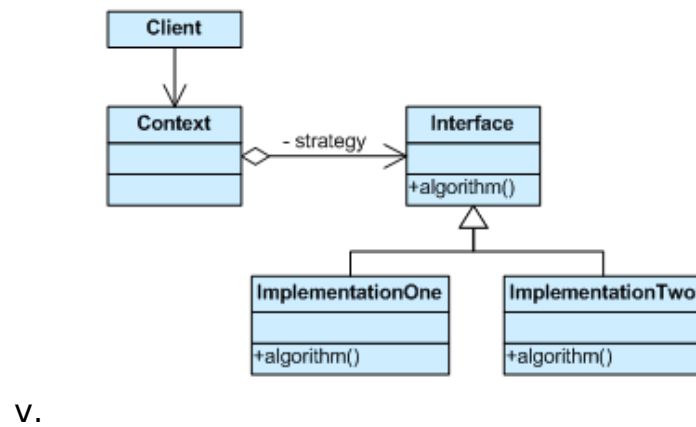 Client
Context
- strategy
Interface
+algorithm()
ImplementationOne
+algorithm()
ImplementationTwo
+algorithm()
v.